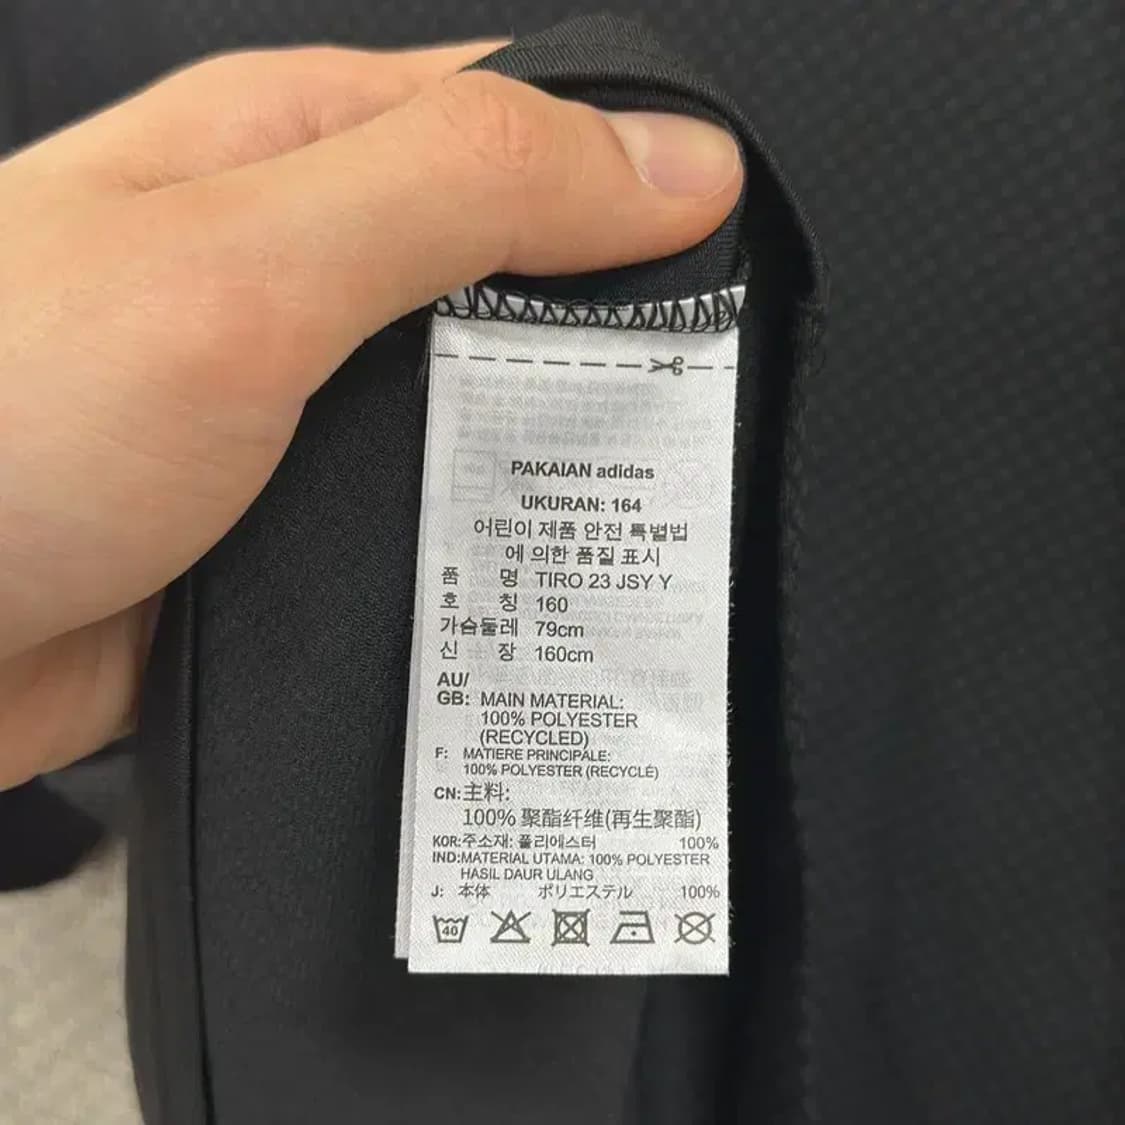 PAKAIAN adidas
UKURAN: 164
어린이 제품 안전 특별법
에 의한 품질 표시
품 명 TIRO 23 JSY Y
호 칭 160
가슴둘레 79cm
신 장 160cm
AU/
GB: MAIN MATERIAL:
100% POLYESTER
(RECYCLED)
F: MATIERE PRINCIPALE:
100% POLYESTER (RECYCLÉ)
CN:主料:
100% 聚酯纤维(再生聚酯)
KOR:주소재: 폴리에스터 100%
IND:MATERIAL UTAMA: 100% POLYESTER
HASIL DAUR ULANG
J: 本体 ポリエステル 100%
40